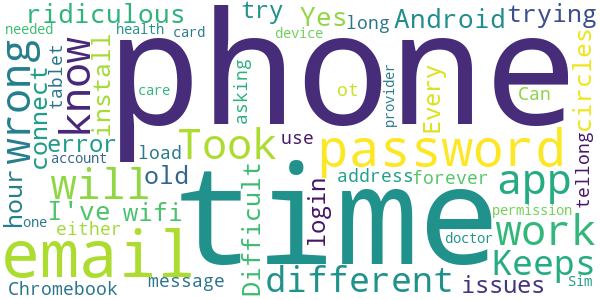 ridiculous
needed
health
card
phone
try
Yes
long
Android
trying
device
Wrong
know
install
connect
tablet
error
account
care
asking
ot
Every
provider
Can
circles
Took
password
load
use
hour
old
will
I've
wifi
either
one
email
message
Chromebook
time
Difficult
different
login
address
forever
app
work
tellong
permission
doctor
Keeps
issues
Sim